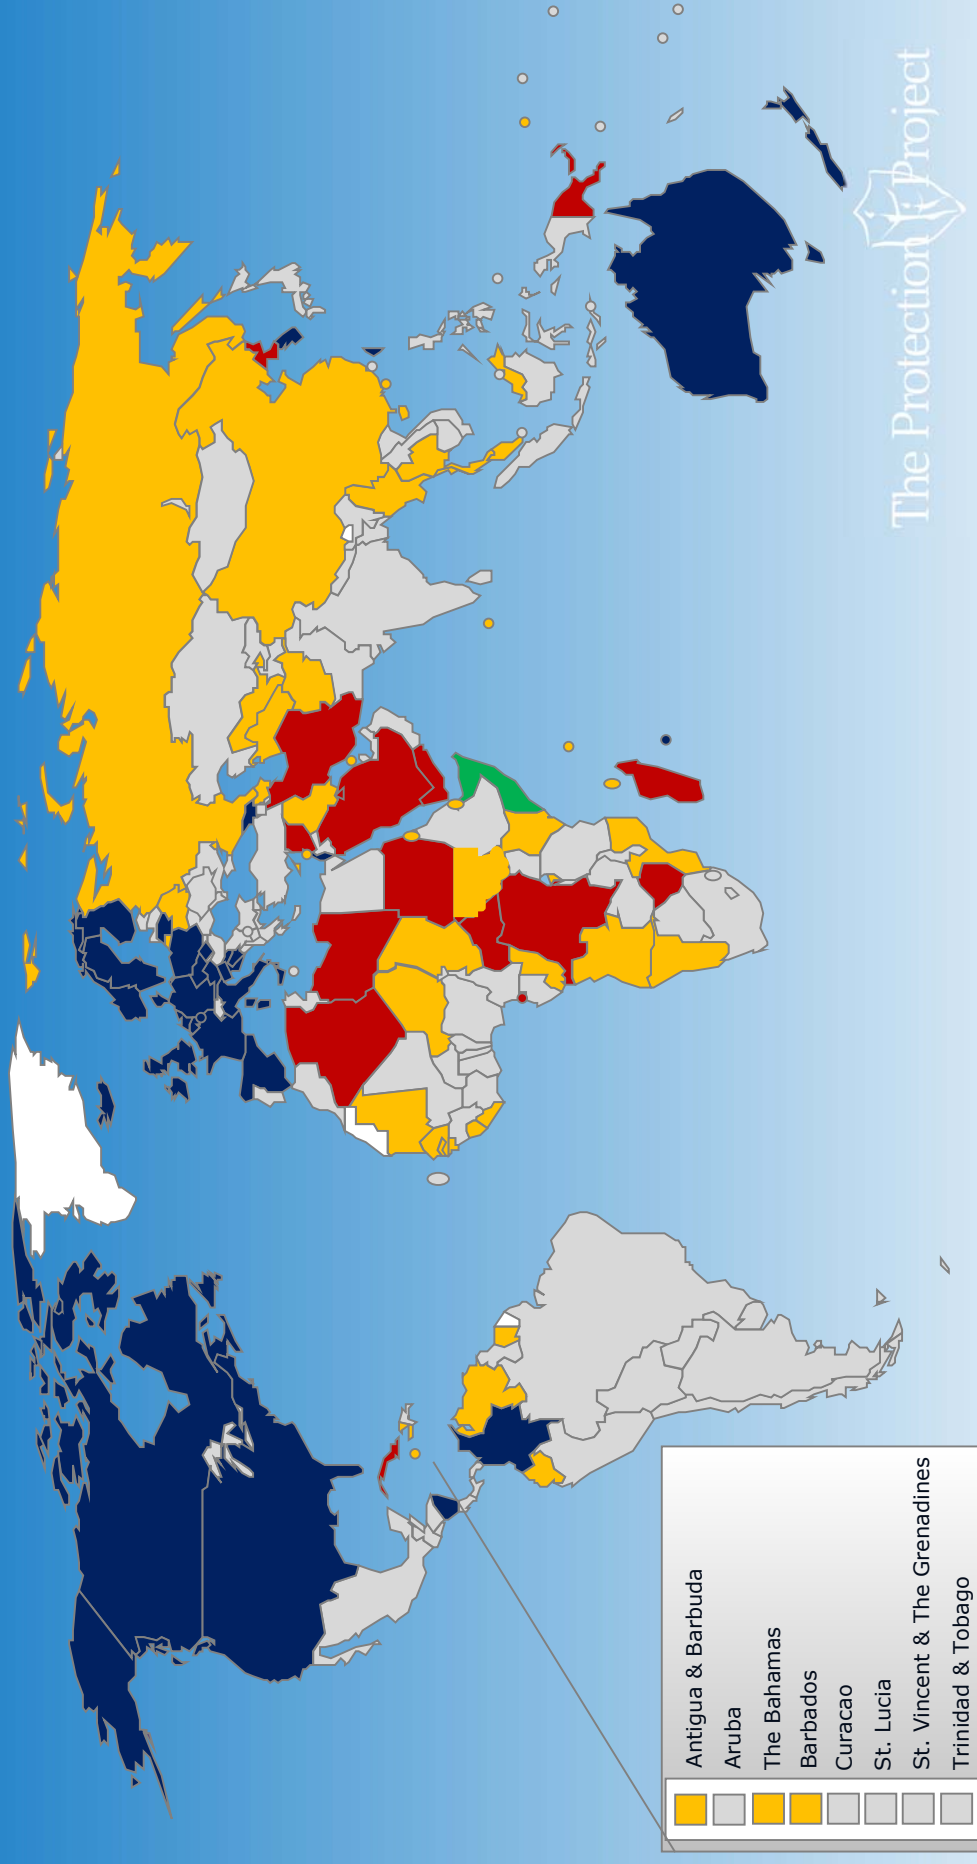 The Protection Project
Antigua & Barbuda
Aruba
The Bahamas
Barbados
Curacao
St. Lucia
St. Vincent & The Grenadines
Trinidad & Tobago